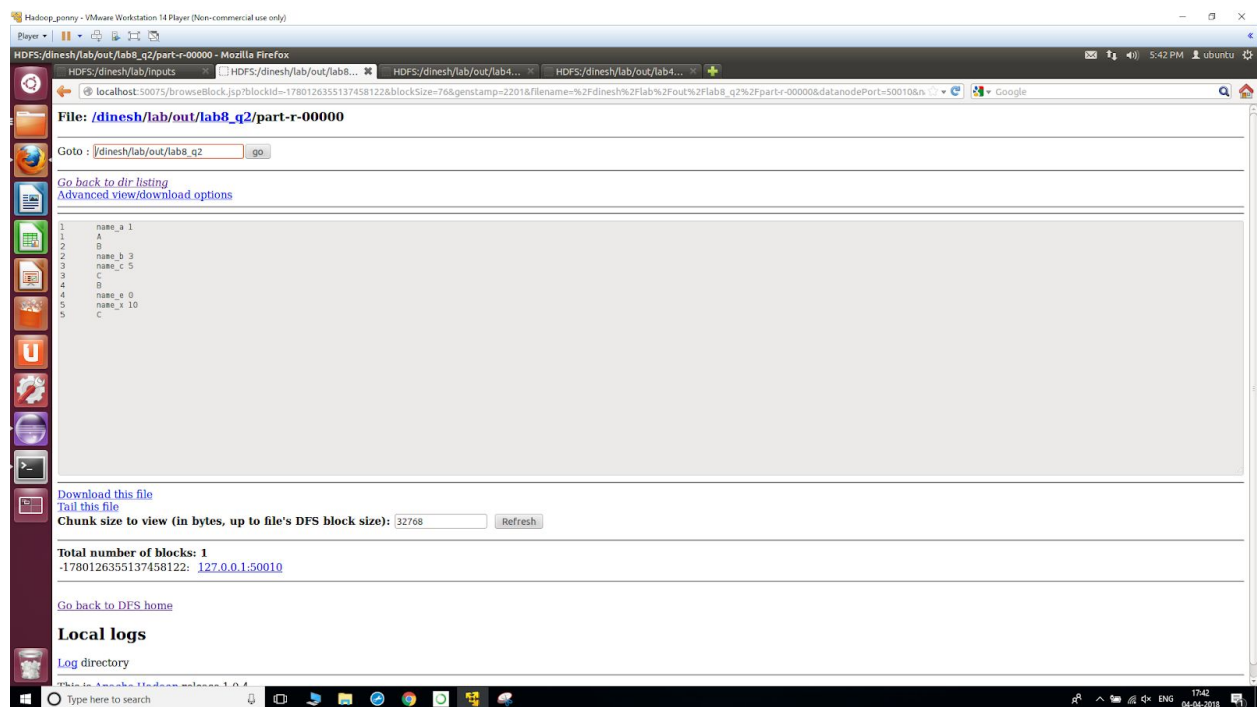 Hadoop_ponny - VMware Workstation 14 Player (Non-commercial use only)
Player
HDFS:/dinesh/lab/out/lab8_q2/part-r-00000 - Mozilla Firefox
5:42 PM ubuntu
HDFS:/dinesh/lab/inputs HDFS:/dinesh/lab/out/lab8... HDFS:/dinesh/lab/out/lab4... HDFS:/dinesh/lab/out/lab4...
localhost:50075/browseBlock.jsp?blockId=-1780126355137458122&blockSize=76&genstamp=2201&filename=%2Fdinesh%2Flab%2Fout%2Flab8_q2%2Fpart-r-00000&datanodePort=50010&n Google
File: /dinesh/lab/out/lab8_q2/part-r-00000
Goto : /dinesh/lab/out/lab8_q2 go
Go back to dir listing
Advanced view/download options
1 name_a 1
1 A
2 B
2 name_b 3
3 name_c 5
3 C
4 B
4 name_e 0
5 name_x 10
5 C
Download this file
Tail this file
Chunk size to view (in bytes, up to file's DFS block size): 32768 Refresh
Total number of blocks: 1
-1780126355137458122: 127.0.0.1:50010
Go back to DFS home
Local logs
Log directory
This is Apache Hadoop release 1.0.4
Type here to search
ENG 17:42
04-04-2018